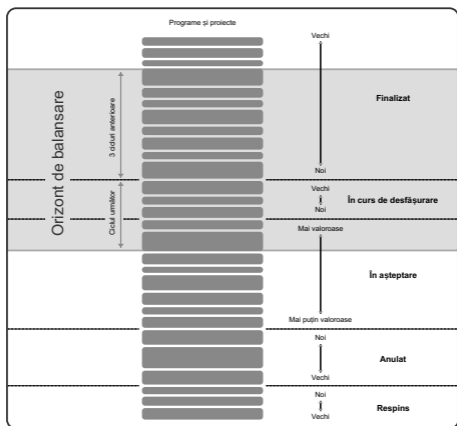 Programe și proiecte
Vechi
Finalizat
Orizont de balansare
3 cicluri anterioare
Noi
Vechi
În curs de desfășurare
Noi
Ciclul următor
Mai valoroase
În așteptare
Mai puțin valoroase
Noi
Anulat
Vechi
Noi
Respins
Vechi